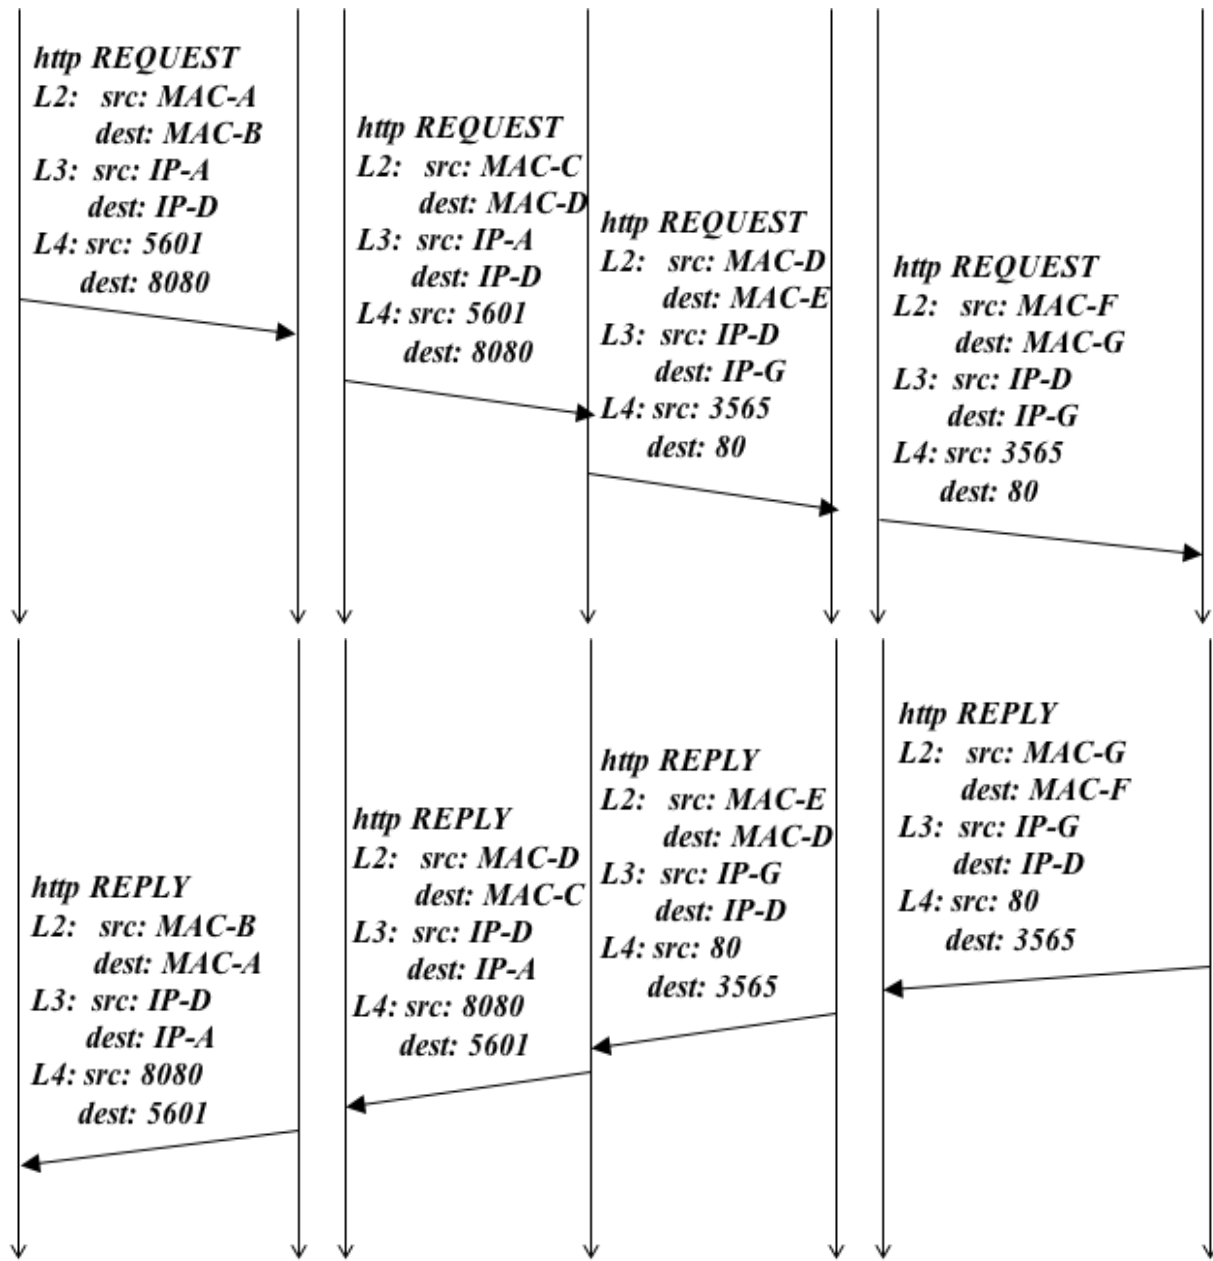 http REQUEST
L2: src: MAC-A
dest: MAC-B
L3: src: IP-A
dest: IP-D
L4: src: 5601
dest: 8080
http REQUEST
L2: src: MAC-C
dest: MAC-D
L3: src: IP-A
dest: IP-D
L4: src: 5601
dest: 8080
http REQUEST
L2: src: MAC-D
dest: MAC-E
L3: src: IP-D
dest: IP-G
L4: src: 3565
dest: 80
http REQUEST
L2: src: MAC-F
dest: MAC-G
L3: src: IP-D
dest: IP-G
L4: src: 3565
dest: 80
http REPLY
L2: src: MAC-B
dest: MAC-A
L3: src: IP-D
dest: IP-A
L4: src: 8080
dest: 5601
http REPLY
L2: src: MAC-D
dest: MAC-C
L3: src: IP-D
dest: IP-A
L4: src: 8080
dest: 5601
http REPLY
L2: src: MAC-E
dest: MAC-D
L3: src: IP-G
dest: IP-D
L4: src: 80
dest: 3565
http REPLY
L2: src: MAC-G
dest: MAC-F
L3: src: IP-G
dest: IP-D
L4: src: 80
dest: 3565